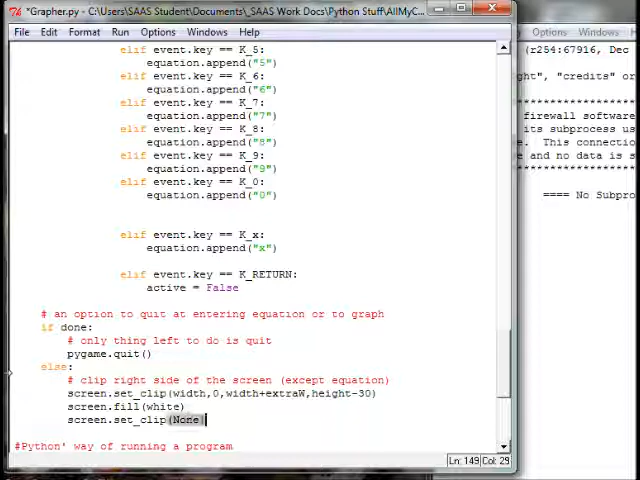 *Grapher.py - C:\Users\SAAS Student\Documents\_SAAS Work Docs\Python Stuff\AllMyC...
File Edit Format Run Options Windows Help
elif event.key == K_5:
equation.append("5")
elif event.key == K_6:
equation.append("6")
elif event.key == K_7:
equation.append("7")
elif event.key == K_8:
equation.append("8")
elif event.key == K_9:
equation.append("9")
elif event.key == K_0:
equation.append("0")
elif event.key == K_x:
equation.append("x")
elif event.key == K_RETURN:
active = False
# an option to quit at entering equation or to graph
if done:
# only thing left to do is quit
pygame.quit()
else:
# clip right side of the screen (except equation)
screen.set_clip(width,0,width+extraW,height-30)
screen.fill(white)
screen.set_clip(None)
#Python' way of running a program
Ln: 149 Col: 29
Options Windows
(r254:67916, Dec
ght", "credits" or
*******************
firewall software
its subprocess us
e. This connection
e and no data is s
*******************
==== No Subpro